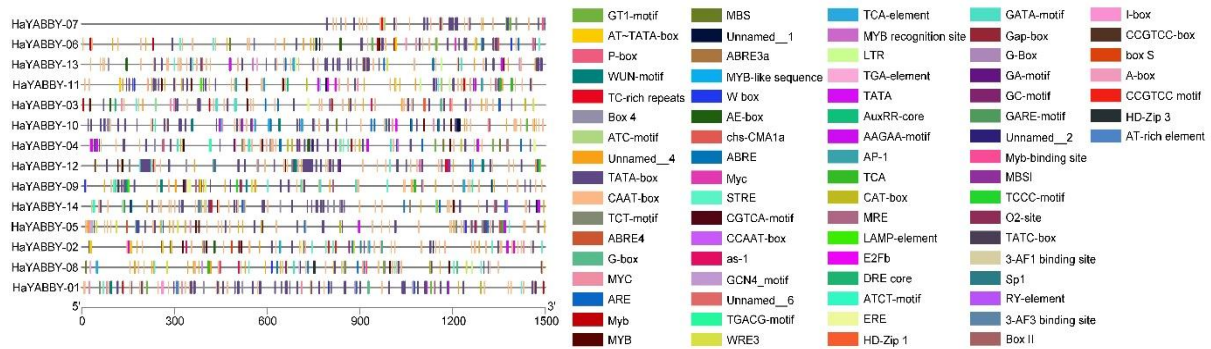 HaYABBY-07
HaYABBY-06
HaYABBY-13
HaYABBY-11
HaYABBY-03
HaYABBY-10
HaYABBY-04
HaYABBY-12
HaYABBY-09
HaYABBY-14
HaYABBY-05
HaYABBY-02
HaYABBY-08
HaYABBY-01
5' 3'
0 300 600 900 1200 1500
GT1-motif
AT~TATA-box
P-box
WUN-motif
TC-rich repeats
Box 4
ATC-motif
Unnamed__4
TATA-box
CAAT-box
TCT-motif
ABRE4
G-box
MYC
ARE
Myb
MYB
MBS
Unnamed__1
ABRE3a
MYB-like sequence
W box
AE-box
chs-CMA1a
ABRE
Myc
STRE
CGTCA-motif
CCAAT-box
as-1
GCN4_motif
Unnamed__6
TGACG-motif
WRE3
TCA-element
MYB recognition site
LTR
TGA-element
TATA
AuxRR-core
AAGAA-motif
AP-1
TCA
CAT-box
MRE
LAMP-element
E2Fb
DRE core
ATCT-motif
ERE
HD-Zip 1
GATA-motif
Gap-box
G-Box
GA-motif
GC-motif
GARE-motif
Unnamed__2
Myb-binding site
MBSI
TCCC-motif
O2-site
TATC-box
3-AF1 binding site
Sp1
RY-element
3-AF3 binding site
Box II
I-box
CCGTCC-box
box S
A-box
CCGTCC motif
HD-Zip 3
AT-rich element